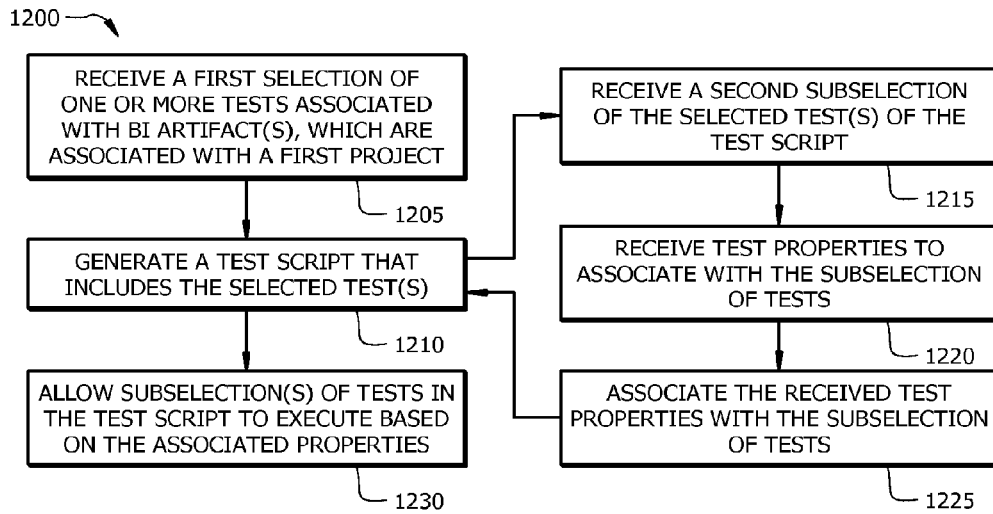 1200
RECEIVE A FIRST SELECTION OF
ONE OR MORE TESTS ASSOCIATED
WITH BI ARTIFACT(S), WHICH ARE
ASSOCIATED WITH A FIRST PROJECT
1205
GENERATE A TEST SCRIPT THAT
INCLUDES THE SELECTED TEST(S)
1210
RECEIVE A SECOND SUBSELECTION
OF THE SELECTED TEST(S) OF THE
TEST SCRIPT
1215
RECEIVE TEST PROPERTIES TO
ASSOCIATE WITH THE SUBSELECTION
OF TESTS
1220
ASSOCIATE THE RECEIVED TEST
PROPERTIES WITH THE SUBSELECTION
OF TESTS
1225
ALLOW SUBSELECTION(S) OF TESTS IN
THE TEST SCRIPT TO EXECUTE BASED
ON THE ASSOCIATED PROPERTIES
1230